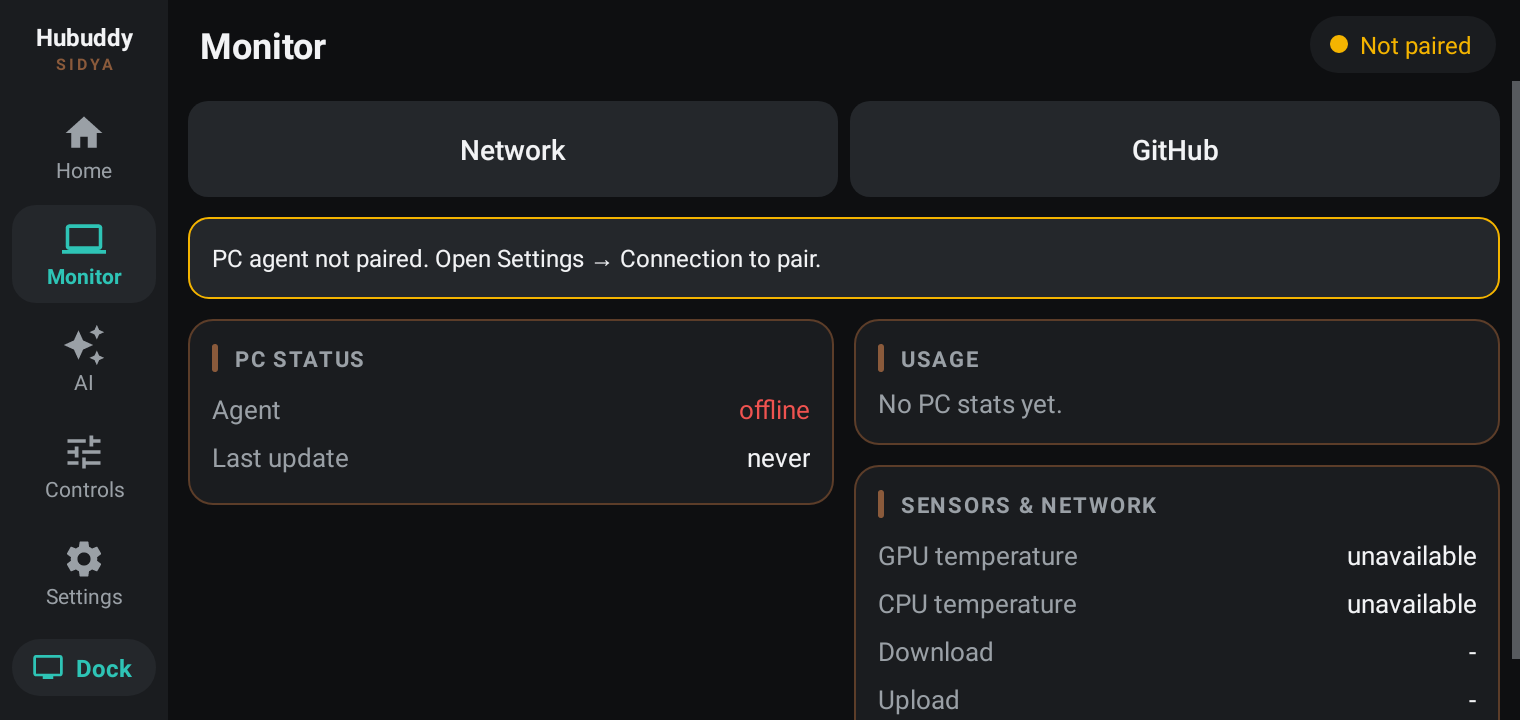 Hubuddy
SIDYA
Home
Monitor
AI
Controls
Settings
Dock
Monitor
Not paired
Network
GitHub
PC agent not paired. Open Settings → Connection to pair.
PC STATUS
Agent offline
Last update never
USAGE
No PC stats yet.
SENSORS & NETWORK
GPU temperature unavailable
CPU temperature unavailable
Download -
Upload -